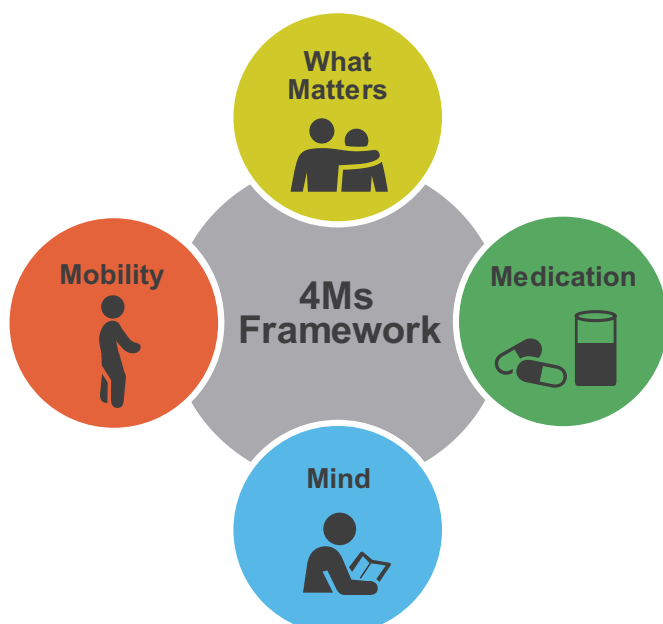 What
Matters
Mobility
4Ms
Framework
Medication
Mind